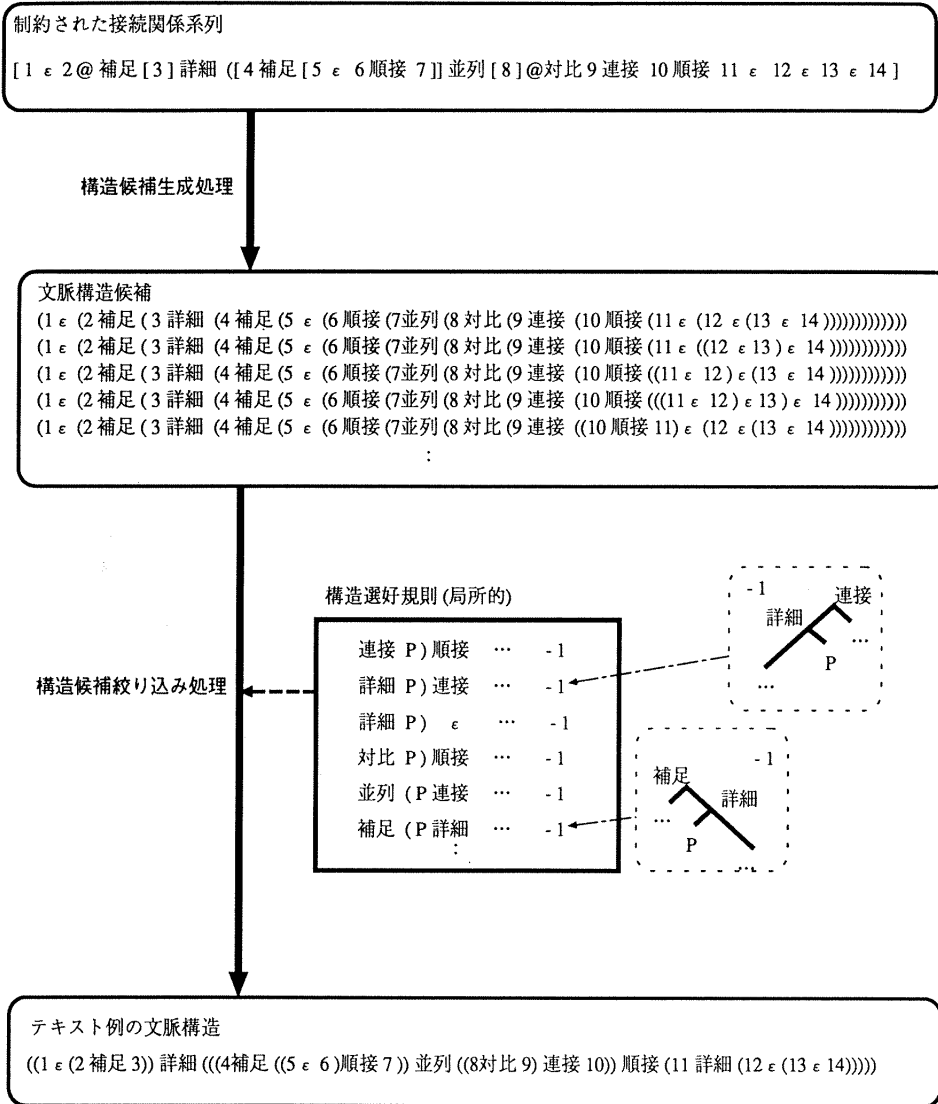 制約された接続関係系列
[ 1 ε 2@ 補足 [ 3 ] 詳細 ([ 4 補足 [ 5 ε 6 順接 7 ]] 並列 [ 8 ] @対比 9 連接 10 順接 11 ε 12 ε 13 ε 14 ]
構造候補生成処理
文脈構造候補
(1 ε (2 補足 ( 3 詳細 (4 補足 (5 ε (6 順接 (7並列 (8 対比 (9 連接 (10 順接 (11 ε (12 ε (13 ε 14 )))))))))))))
(1 ε (2 補足 ( 3 詳細 (4 補足 (5 ε (6 順接 (7並列 (8 対比 (9 連接 (10 順接 (11 ε ((12 ε 13 ) ε 14 ))))))))))))
(1 ε (2 補足 ( 3 詳細 (4 補足 (5 ε (6 順接 (7並列 (8 対比 (9 連接 (10 順接 ((11 ε 12 ) ε (13 ε 14 ))))))))))))
(1 ε (2 補足 ( 3 詳細 (4 補足 (5 ε (6 順接 (7並列 (8 対比 (9 連接 (10 順接 (((11 ε 12 ) ε 13 ) ε 14 )))))))))))
(1 ε (2 補足 ( 3 詳細 (4 補足 (5 ε (6 順接 (7並列 (8 対比 (9 連接 ((10 順接 11) ε (12 ε (13 ε 14 ))))))))))))
:
構造選好規則 (局所的)
連接 P ) 順接 … - 1
詳細 P ) 連接 … - 1
詳細 P ) ε … - 1
対比 P ) 順接 … - 1
並列 ( P 連接 … - 1
補足 ( P 詳細 … - 1
:
- 1
連接
詳細
…
P
…
構造候補絞り込み処理
- 1
補足
詳細
…
P
…
テキスト例の文脈構造
((1 ε (2 補足 3)) 詳細 (((4補足 ((5 ε 6 )順接 7 )) 並列 ((8対比 9) 連接 10)) 順接 (11 詳細 (12 ε (13 ε 14)))))